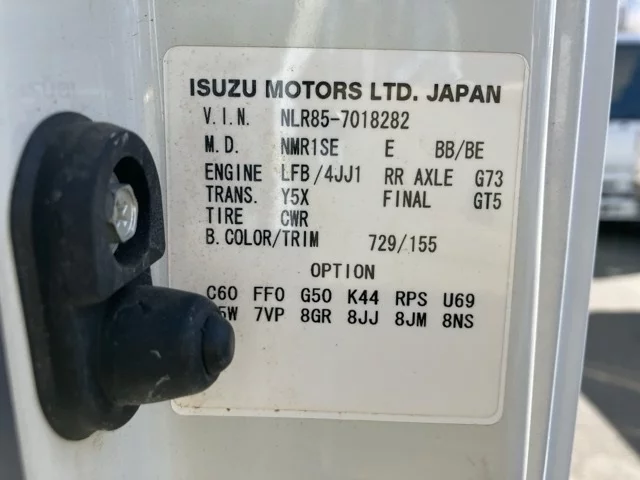 ISUZU MOTORS LTD. JAPAN
V.I.N. NLR85-7018282
M.D. NMR1SE E BB/BE
ENGINE LFB/4JJ1 RR AXLE G73
TRANS. Y5X FINAL GT5
TIRE CWR
B.COLOR/TRIM 729/155
OPTION
C60 FF0 G50 K44 RPS U69
7VP 8GR 8JJ 8JM 8NS